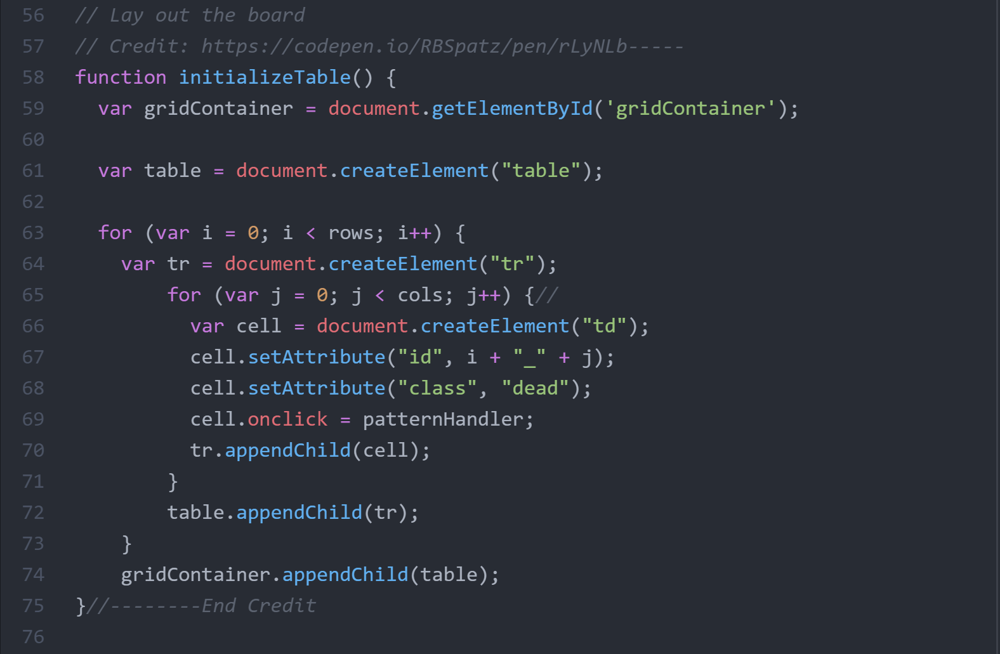 56 // Lay out the board
57 // Credit: https://codepen.io/RBSpatz/pen/rLyNLb-----
58 function initializeTable() {
59   var gridContainer = document.getElementById('gridContainer');
60
61   var table = document.createElement("table");
62
63   for (var i = 0; i < rows; i++) {
64     var tr = document.createElement("tr");
65         for (var j = 0; j < cols; j++) {//
66           var cell = document.createElement("td");
67           cell.setAttribute("id", i + "_" + j);
68           cell.setAttribute("class", "dead");
69           cell.onclick = patternHandler;
70           tr.appendChild(cell);
71         }
72         table.appendChild(tr);
73     }
74     gridContainer.appendChild(table);
75 }//--------End Credit
76